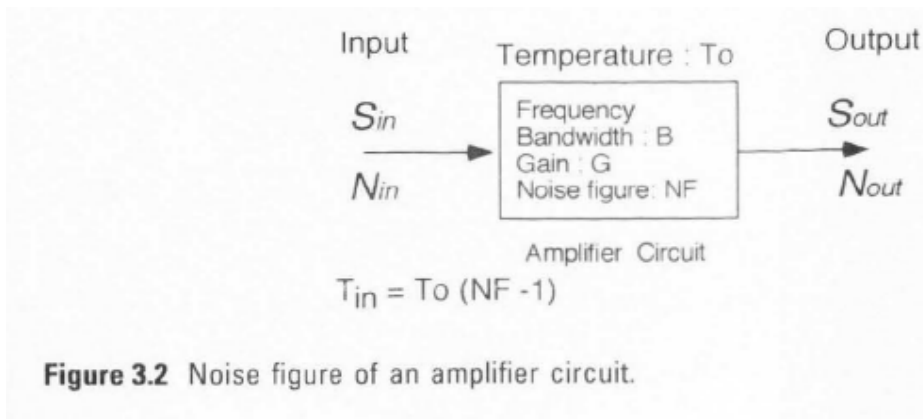 Input
Temperature : To
Output
Sin
Nin
Frequency
Bandwidth : B
Gain : G
Noise figure: NF
Sout
Nout
Amplifier Circuit
Tin = To (NF -1)
Figure 3.2 Noise figure of an amplifier circuit.